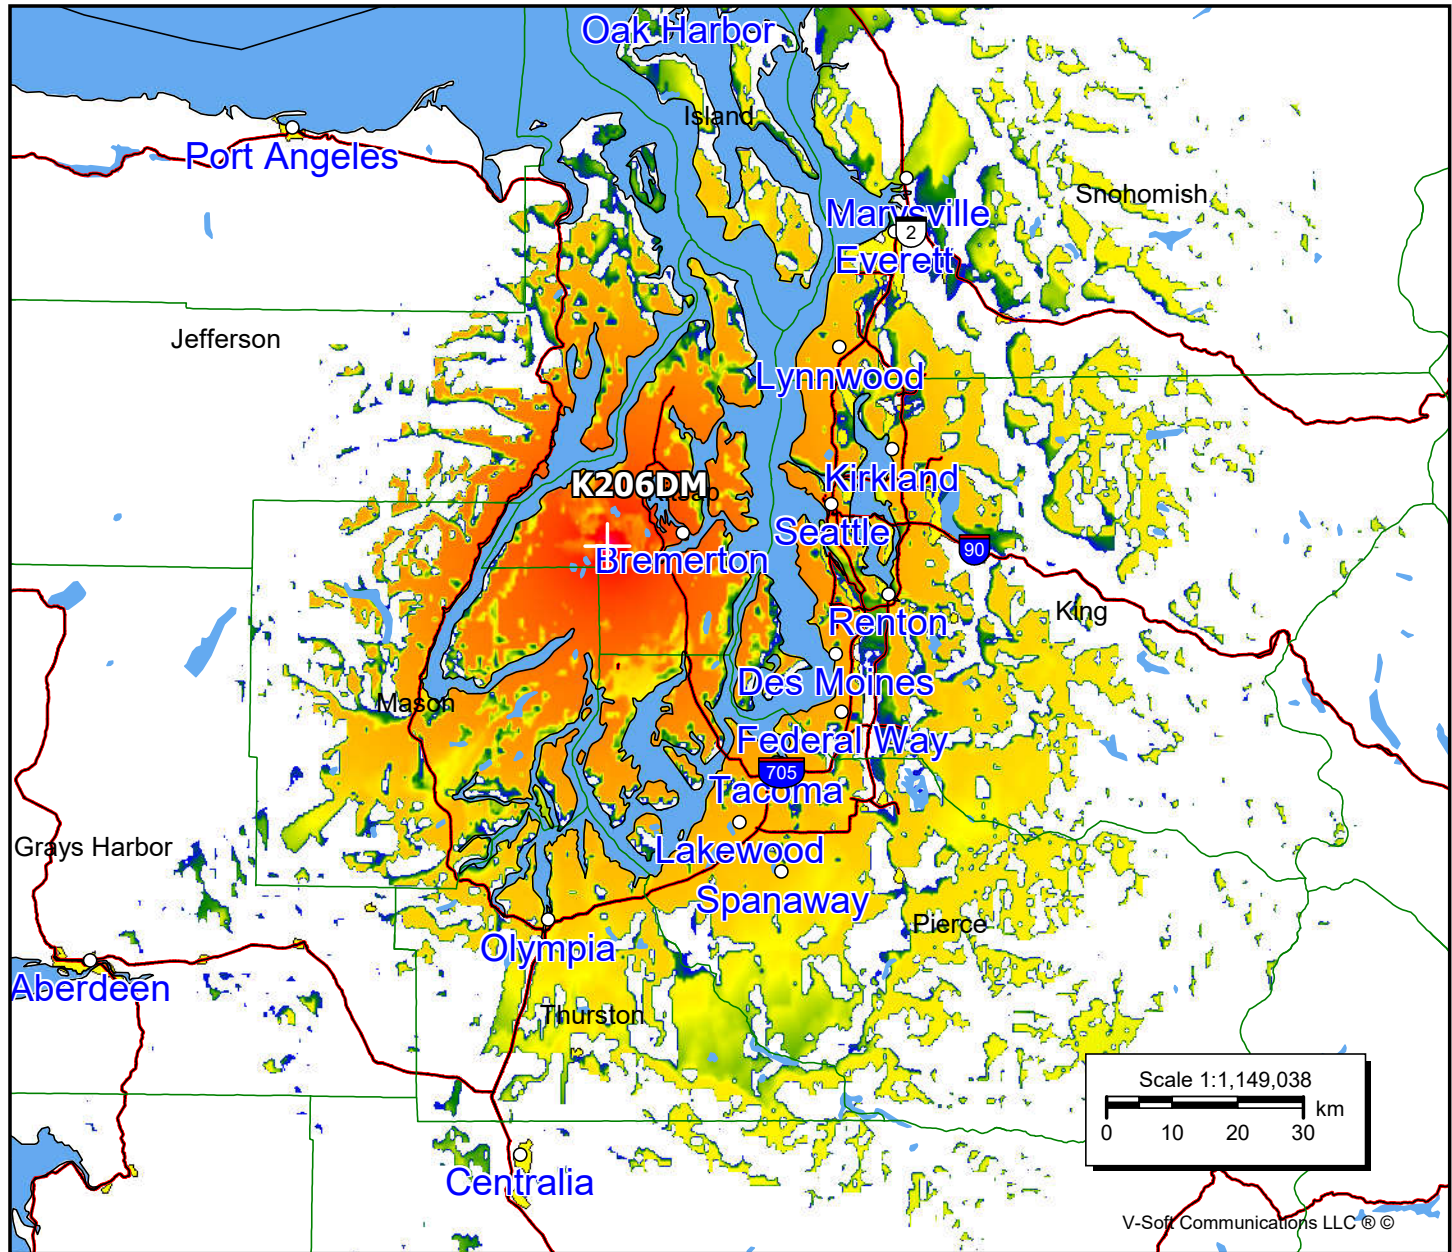 Oak Harbor
Island
Port Angeles
Snohomish
Marysville
2
Everett
Jefferson
Lynnwood
Kirkland
K206DM
Seattle
Bremerton
90
King
Renton
Des Moines
Mason
Federal Way
705
Tacoma
Grays Harbor
Lakewood
Spanaway
Pierce
Olympia
Aberdeen
Thurston
Scale 1:1,149,038
km
0 10 20 30
Centralia
V-Soft Communications LLC ® ©